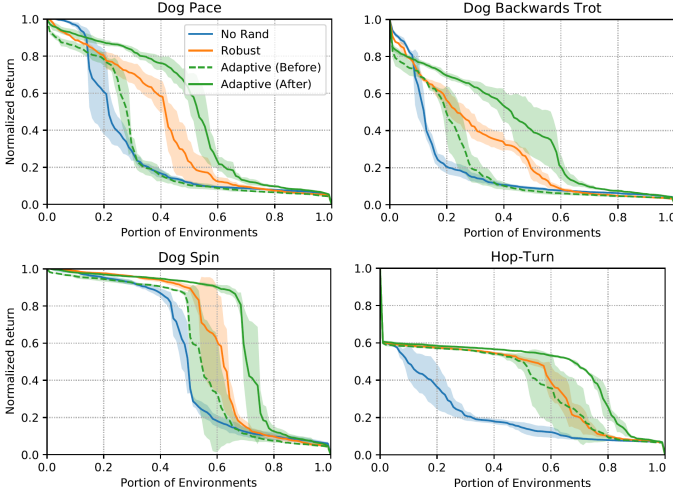 Dog Pace
Normalized Return
1.0
0.8
0.6
0.4
0.2
0.0
0.0 0.2 0.4 0.6 0.8 1.0
Portion of Environments
No Rand
Robust
Adaptive (Before)
Adaptive (After)
Dog Backwards Trot
1.0
0.8
0.6
0.4
0.2
0.0
0.0 0.2 0.4 0.6 0.8 1.0
Portion of Environments
Dog Spin
Normalized Return
1.0
0.8
0.6
0.4
0.2
0.0
0.0 0.2 0.4 0.6 0.8 1.0
Portion of Environments
Hop-Turn
1.0
0.8
0.6
0.4
0.2
0.0
0.0 0.2 0.4 0.6 0.8 1.0
Portion of Environments